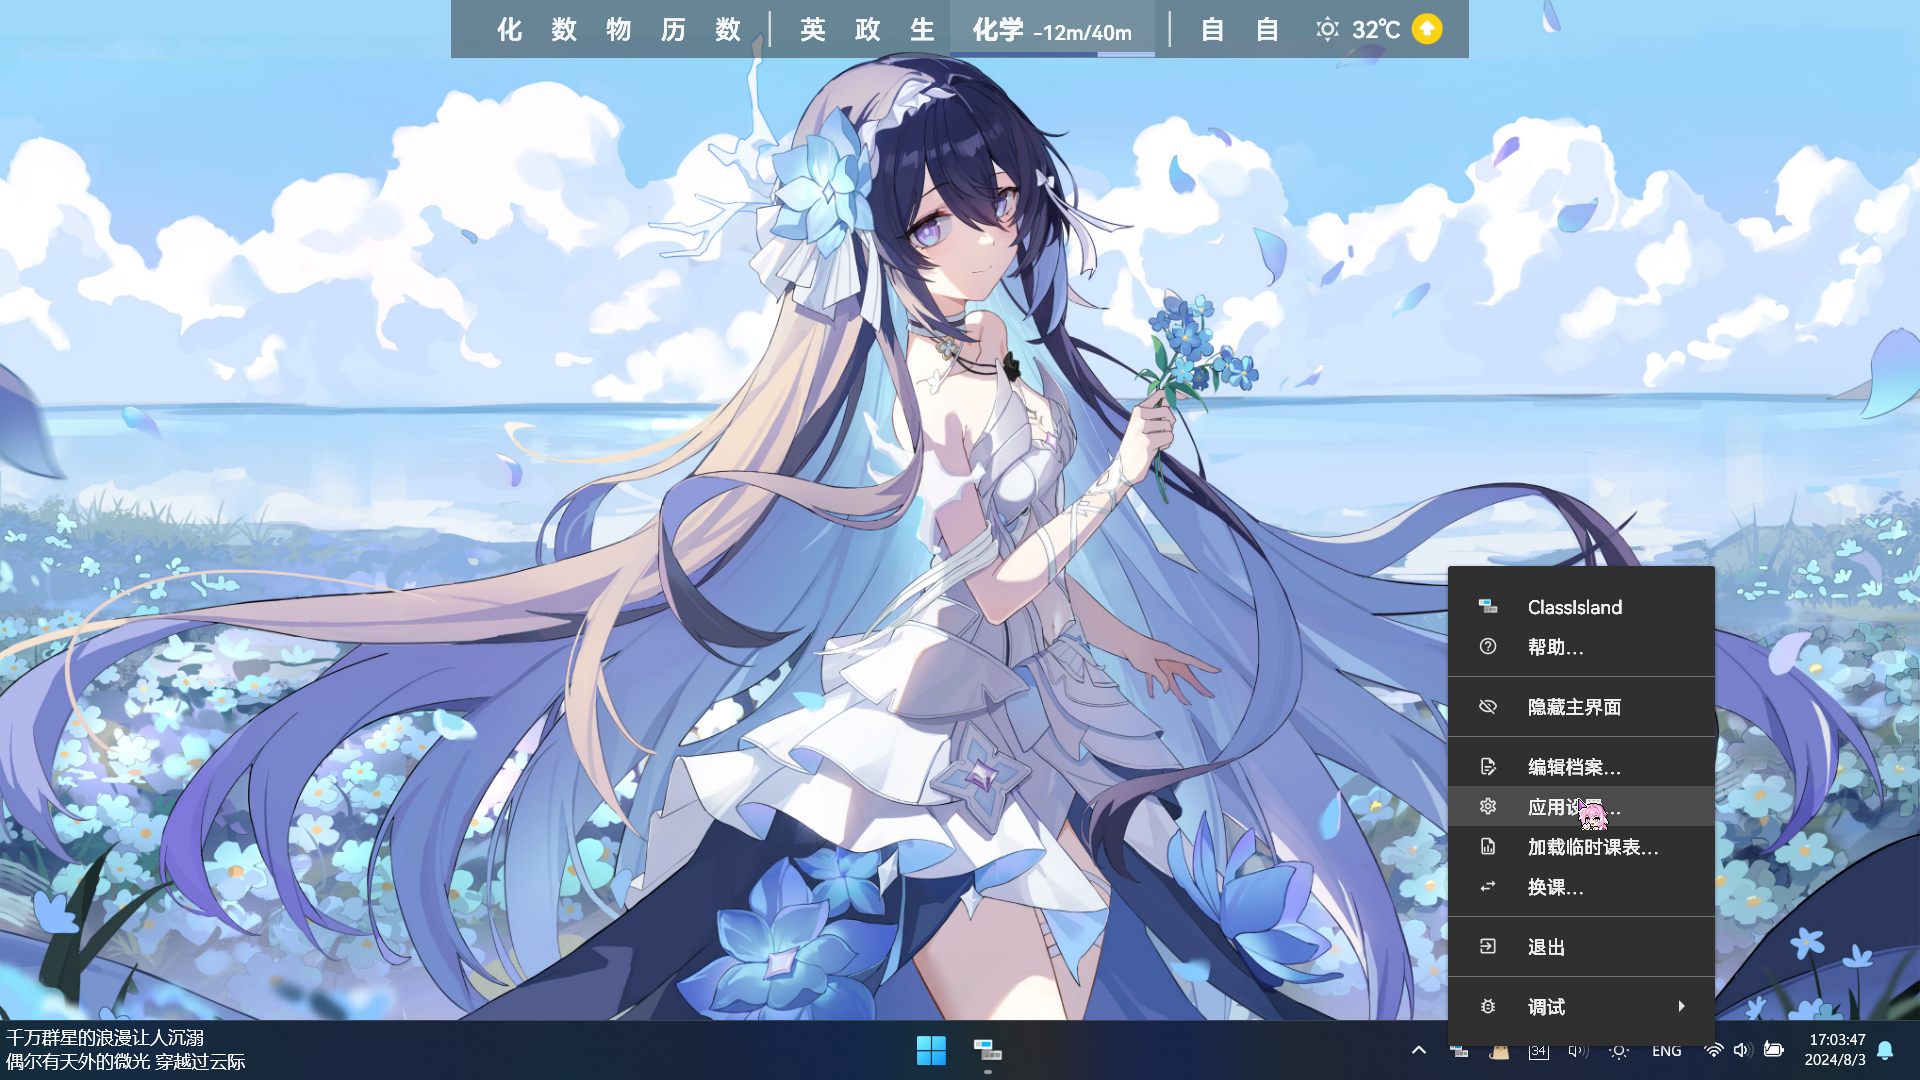 化 数 物 历 数 | 英 政 生 化学 -12m/40m | 自 自 32℃
ClassIsland
帮助...
隐藏主界面
编辑档案...
应用设...
加载临时课表...
换课...
退出
调试
千万群星的浪漫让人沉溺
偶尔有天外的微光 穿越过云际
34
ENG
17:03:47
2024/8/3